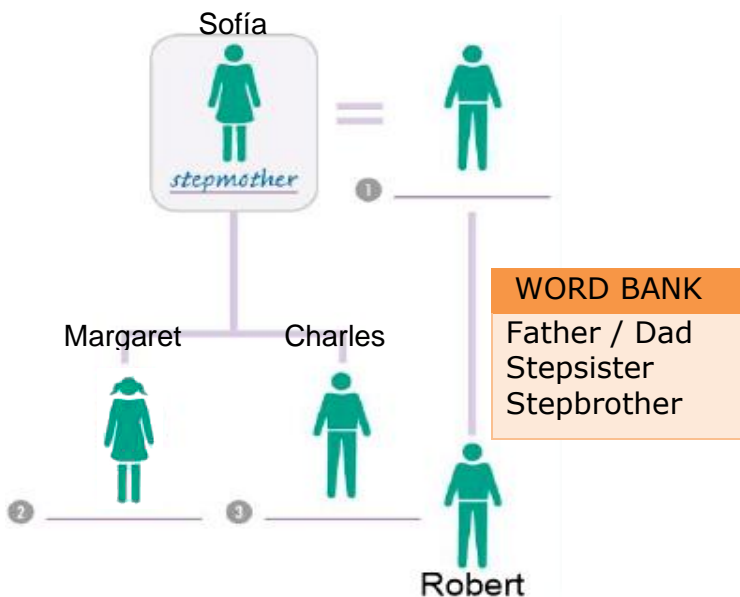 Sofía
stepmother
1
WORD BANK
Father / Dad
Stepsister
Stepbrother
Margaret Charles
2 3
Robert